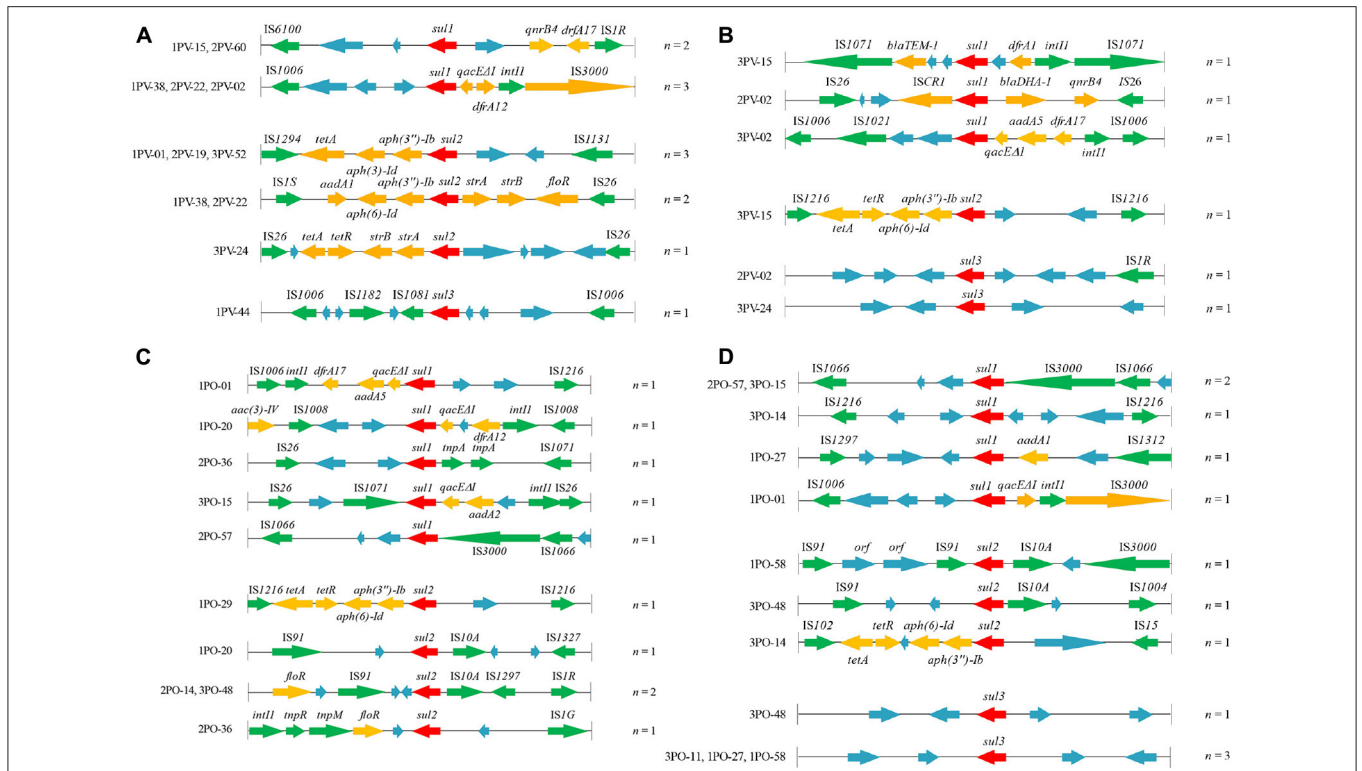 A
IS6100 sul1 qnrB4 drfA17 IS1R
1PV-15, 2PV-60 n = 2
IS1006 sul1 qacEΔI intI1 IS3000
1PV-38, 2PV-22, 2PV-02 n = 3
dfrA12
IS1294 tetA aph(3")-Ib sul2 IS1131
1PV-01, 2PV-19, 3PV-52 n = 3
aph(3)-Id
IS1S aadA1 aph(3")-Ib sul2 strA strB floR IS26
1PV-38, 2PV-22 n = 2
aph(6)-Id
IS26 tetA tetR strB strA sul2 IS26
3PV-24 n = 1
IS1006 IS1182 IS1081 sul3 IS1006
1PV-44 n = 1
B
IS1071 blaTEM-1 sul1 dfrA1 intI1 IS1071
3PV-15 n = 1
IS26 ISCR1 sul1 blaDHA-1 qnrB4 IS26
2PV-02 n = 1
IS1006 IS1021 sul1 aadA5 dfrA17 IS1006
3PV-02 n = 1
qacEΔI intI1
IS1216 tetR aph(3")-Ib sul2 IS1216
3PV-15 n = 1
tetA aph(6)-Id
sul3 IS1R
2PV-02 n = 1
sul3
3PV-24 n = 1
C
IS1006 intI1 dfrA17 qacEΔI sul1 IS1216
1PO-01 n = 1
aadA5
aac(3)-IV IS1008 sul1 qacEΔI intI1 IS1008
1PO-20 n = 1
dfrA12
IS26 sul1 tnpA tnpA IS1071
2PO-36 n = 1
IS26 IS1071 sul1 qacEΔI intI1 IS26
3PO-15 n = 1
aadA2
IS1066 sul1
2PO-57 n = 1
IS3000 IS1066
IS1216 tetA tetR aph(3")-Ib sul2 IS1216
1PO-29 n = 1
aph(6)-Id
IS91 sul2 IS10A IS1327
1PO-20 n = 1
floR IS91 sul2 IS10A IS1297 IS1R
2PO-14, 3PO-48 n = 2
intI1 tnpR tnpM floR sul2 IS1G
2PO-36 n = 1
D
IS1066 sul1 IS3000 IS1066
2PO-57, 3PO-15 n = 2
IS1216 sul1 IS1216
3PO-14 n = 1
IS1297 sul1 aadA1 IS1312
1PO-27 n = 1
IS1006 sul1 qacEΔI intI1 IS3000
1PO-01 n = 1
IS91 orf orf IS91 sul2 IS10A IS3000
1PO-58 n = 1
IS91 sul2 IS10A IS1004
3PO-48 n = 1
IS102 tetR aph(6)-Id sul2 IS15
3PO-14 n = 1
tetA aph(3")-Ib
sul3
3PO-48 n = 1
sul3
3PO-11, 1PO-27, 1PO-58 n = 3